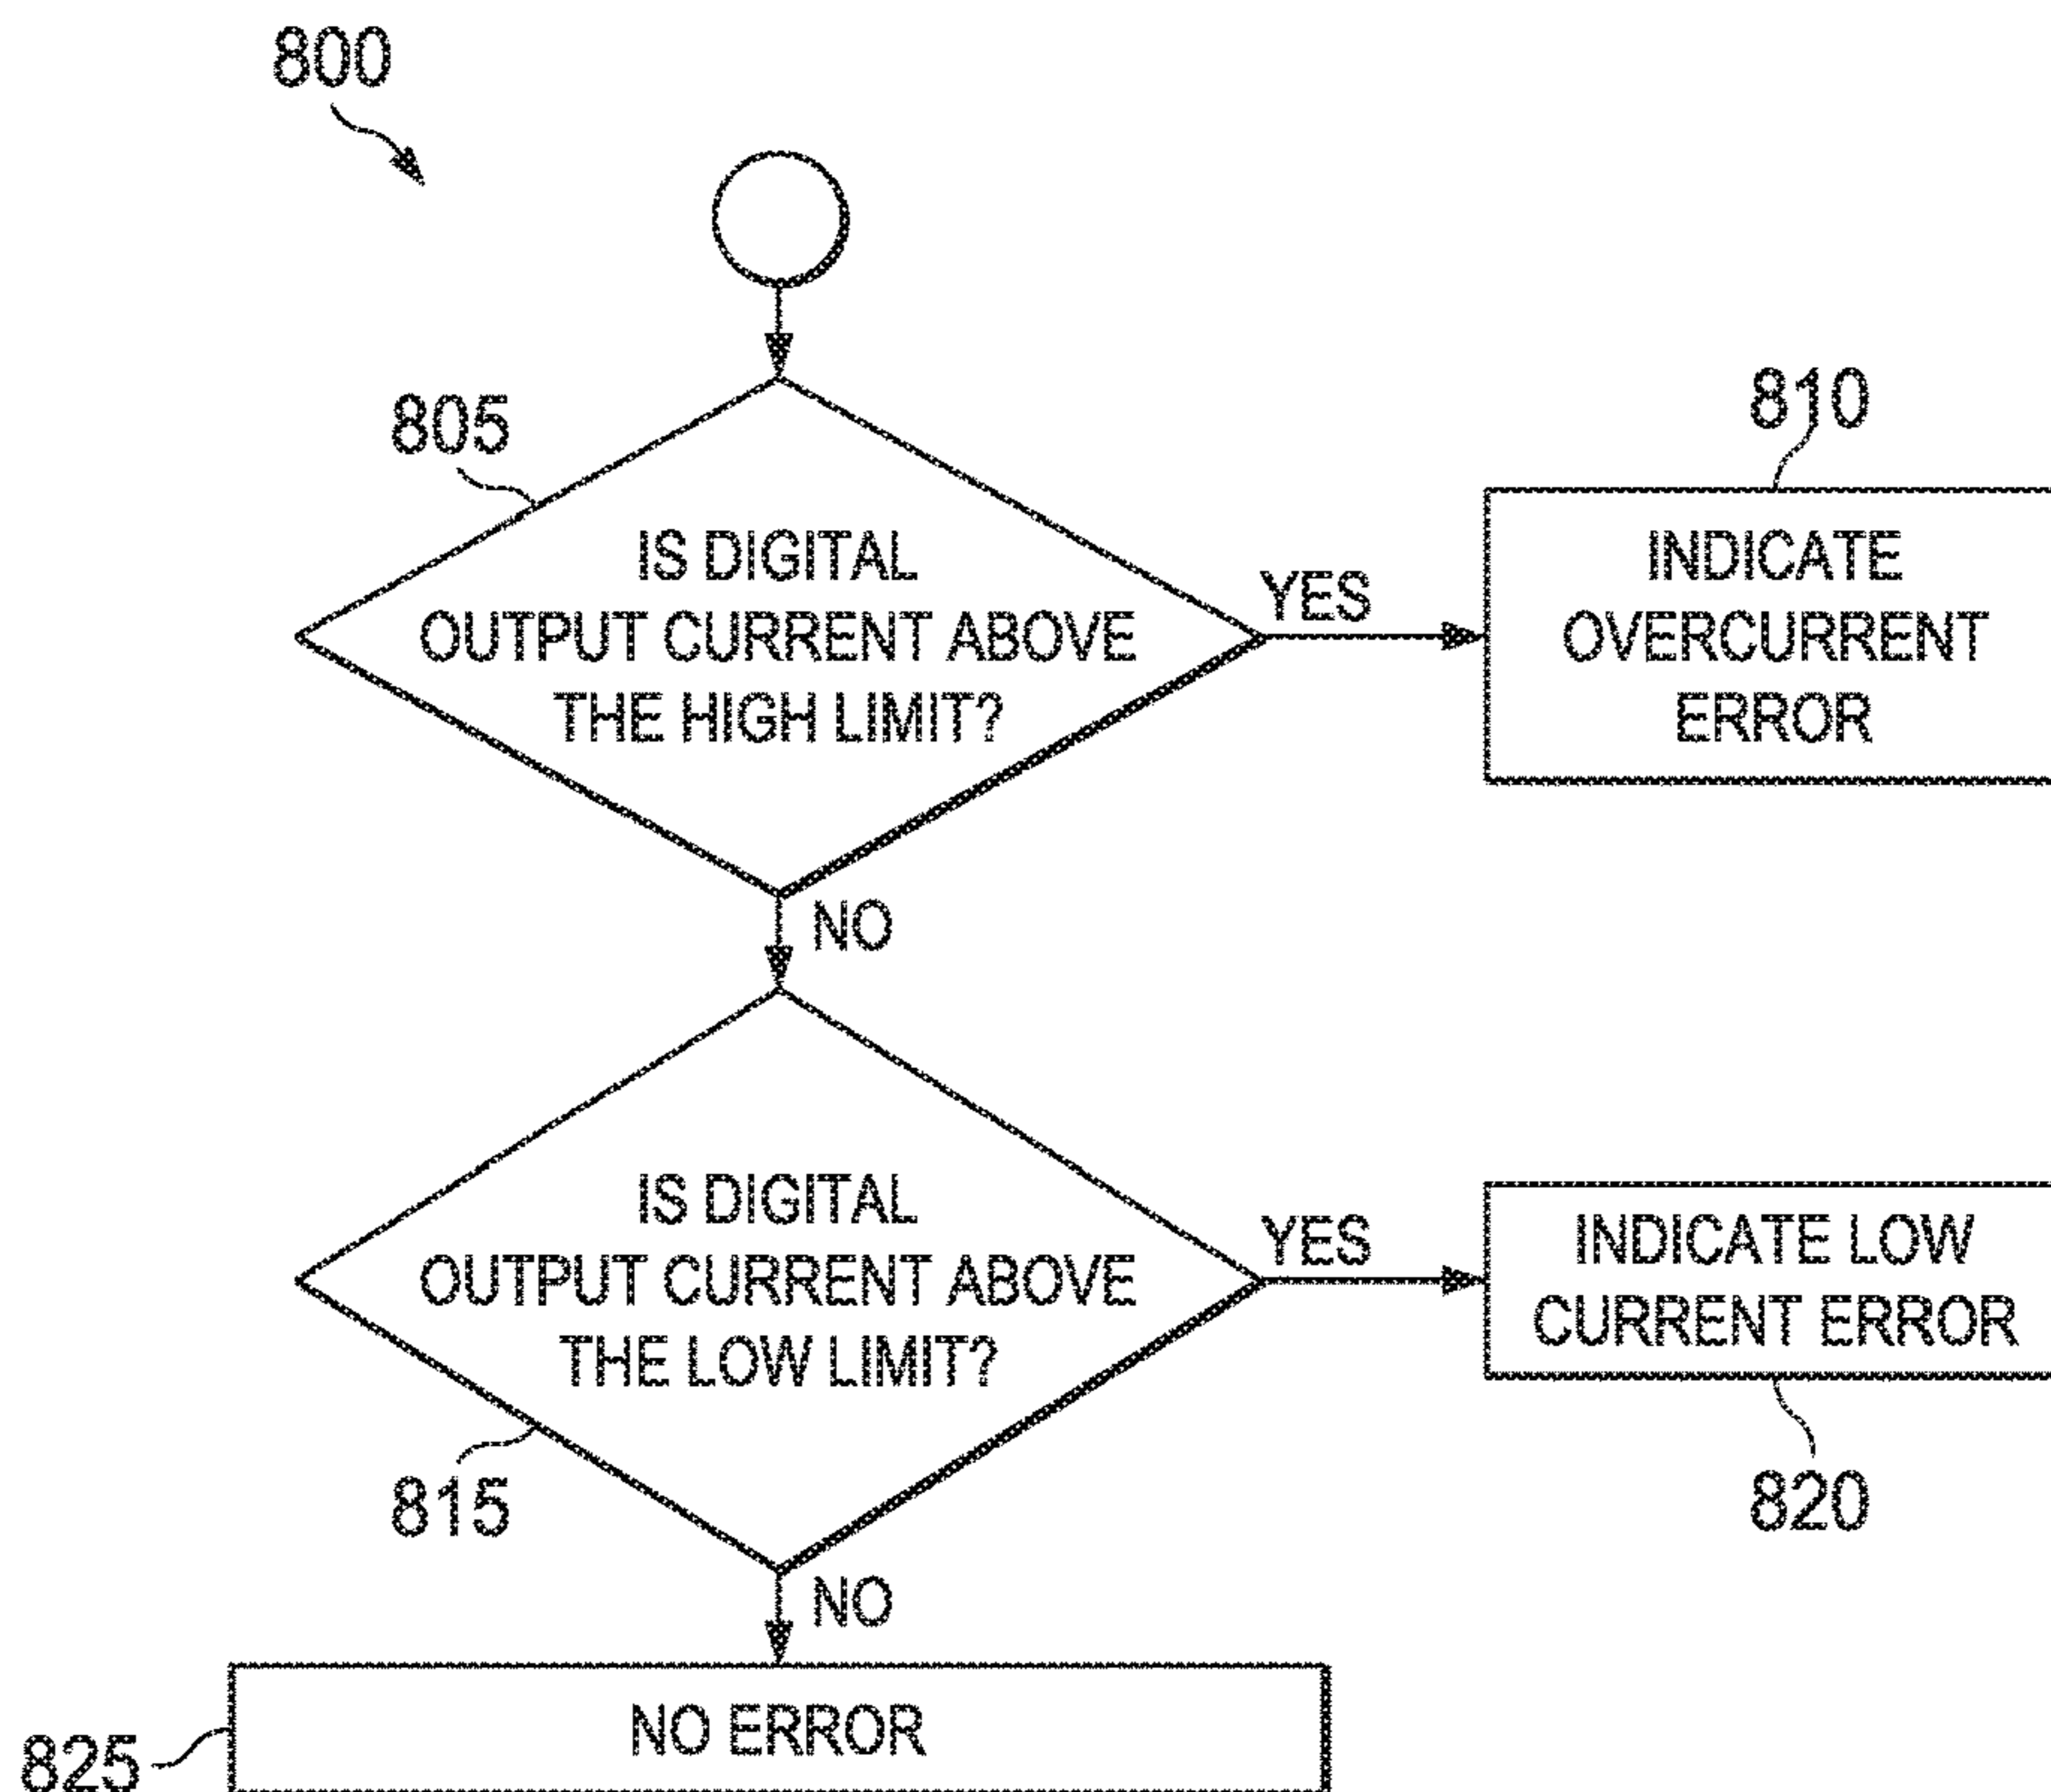 800
805
IS DIGITAL
OUTPUT CURRENT ABOVE
THE HIGH LIMIT?
YES
810
INDICATE
OVERCURRENT
ERROR
NO
IS DIGITAL
OUTPUT CURRENT ABOVE
THE LOW LIMIT?
815
YES
INDICATE LOW
CURRENT ERROR
820
NO
NO ERROR
825